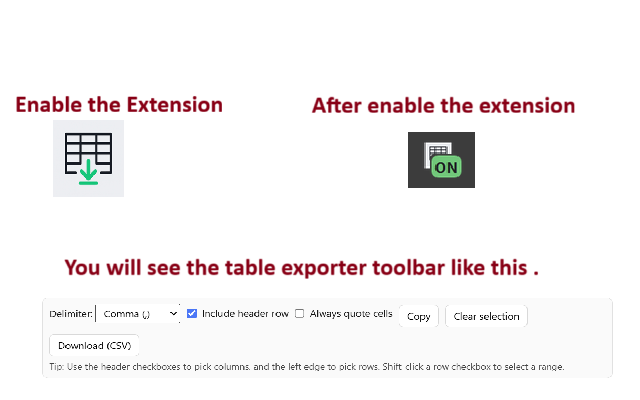 Enable the Extension
After enable the extension
ON
You will see the table exporter toolbar like this .
Delimiter: Comma (,) Include header row Always quote cells Copy Clear selection
Download (CSV)
Tip: Use the header checkboxes to pick columns, and the left edge to pick rows. Shift click a row checkbox to select a range.